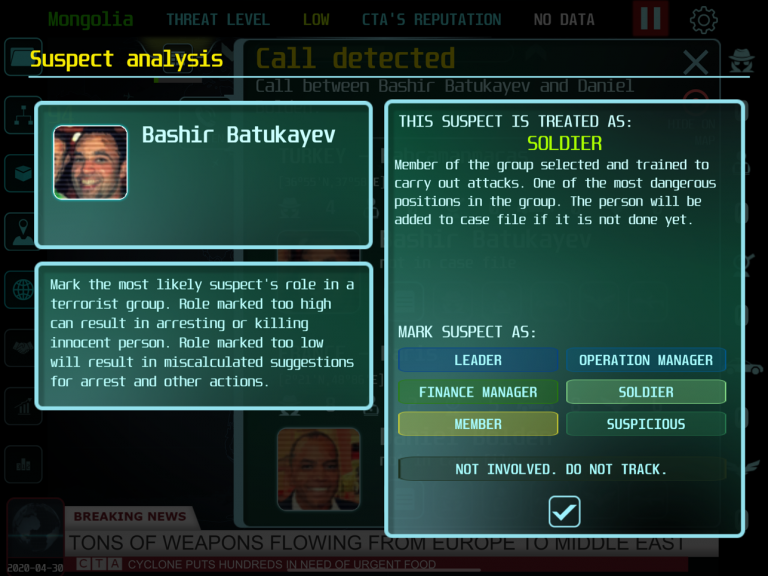 Mongolia THREAT LEVEL LOW CTA'S REPUTATION NO DATA
Suspect analysis
Call detected
Call between Bashir Batukayev and Daniel
Bashir Batukayev
Mark the most likely suspect's role in a
terrorist group. Role marked too high
can result in arresting or killing
innocent person. Role marked too low
will result in miscalculated suggestions
for arrest and other actions.
THIS SUSPECT IS TREATED AS:
SOLDIER
Member of the group selected and trained to
carry out attacks. One of the most dangerous
positions in the group. The person will be
added to case file if it is not done yet.
MARK SUSPECT AS:
LEADER OPERATION MANAGER
FINANCE MANAGER SOLDIER
MEMBER SUSPICIOUS
NOT INVOLVED. DO NOT TRACK.
BREAKING NEWS
TONS OF WEAPONS FLOWING FROM EUROPE TO MIDDLE EAST
2020-04-30 CTA CYCLONE PUTS HUNDREDS IN NEED OF URGENT FOOD